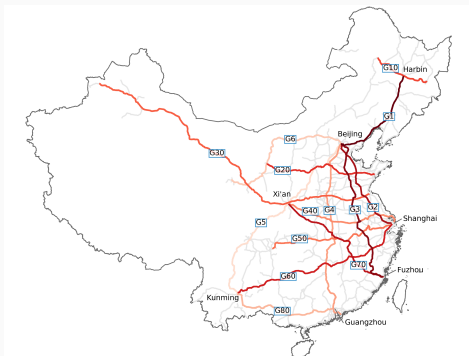 G10
Harbin
G1
Beijing
G6
G30
G20
Xi'an
G40
G4
G3
G2
Shanghai
G5
G50
G70
Fuzhou
G60
Kunming
G80
Guangzhou